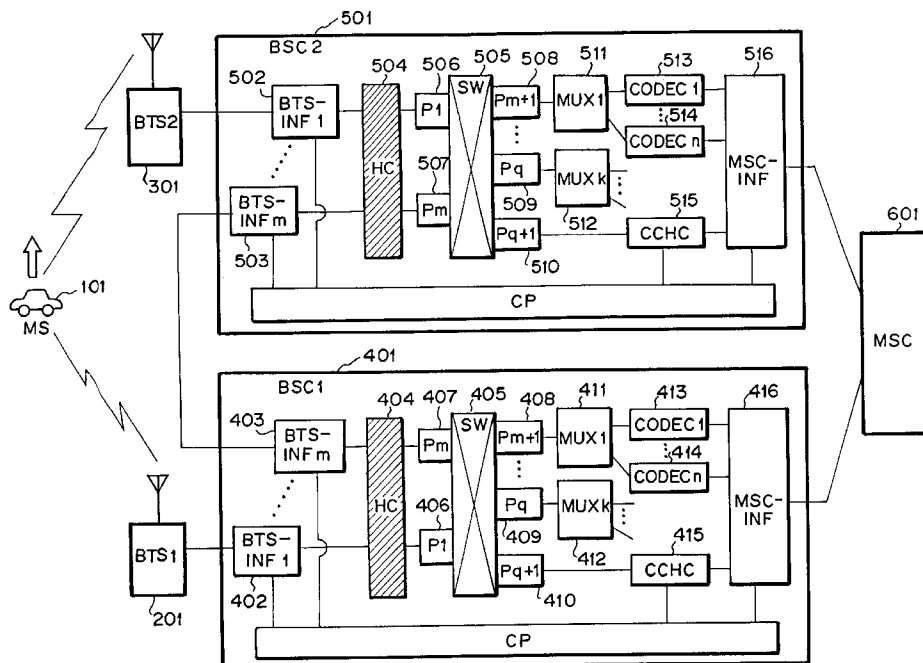 501
BSC2
502
BTS-INF 1
504
HC
506
P1
505
SW
508
Pm+1
511
MUX1
513
CODEC 1
514
CODEC n
516
MSC-INF
BTS2
301
507
Pm
Pq
509
MUXk
512
515
CCHC
BTS-INFm
503
Pq+1
510
CP
101
MS
601
MSC
401
BSC1
403
BTS-INFm
404
HC
407
Pm
405
SW
408
Pm+1
411
MUX1
413
CODEC1
414
CODECn
416
MSC-INF
406
P1
Pq
409
MUXk
412
415
CCHC
BTS1
201
BTS-INF 1
402
Pq+1
410
CP